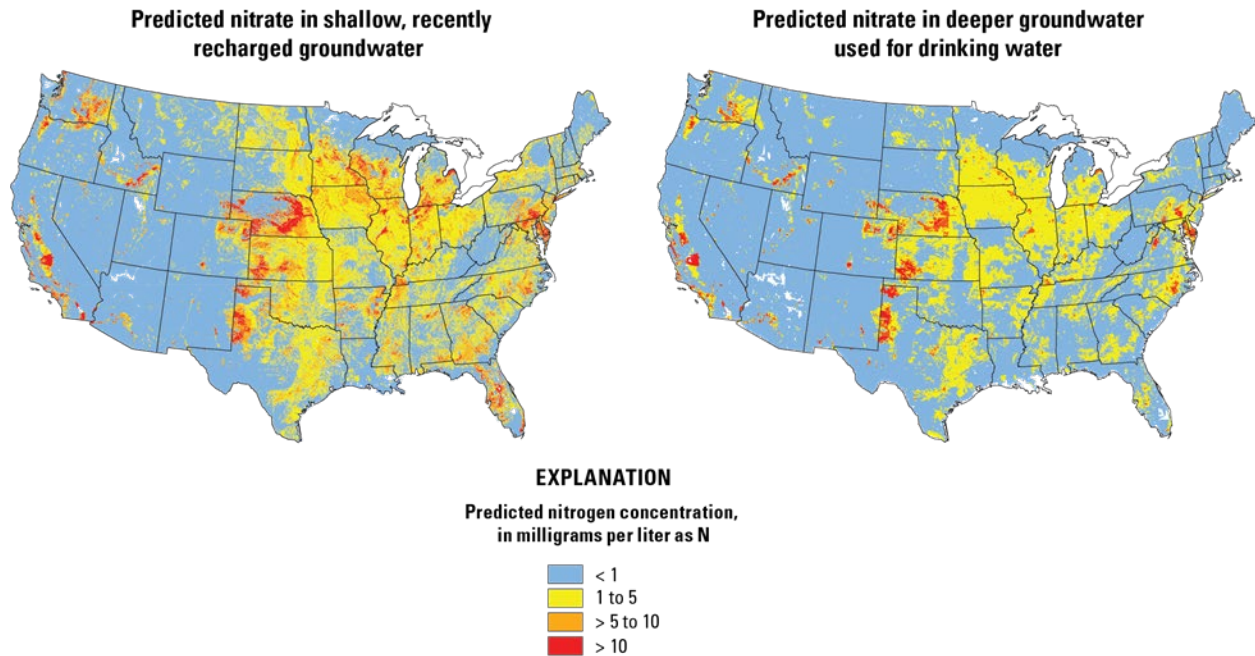 Predicted nitrate in shallow, recently
recharged groundwater
Predicted nitrate in deeper groundwater
used for drinking water
EXPLANATION
Predicted nitrogen concentration,
in milligrams per liter as N
< 1
1 to 5
> 5 to 10
> 10